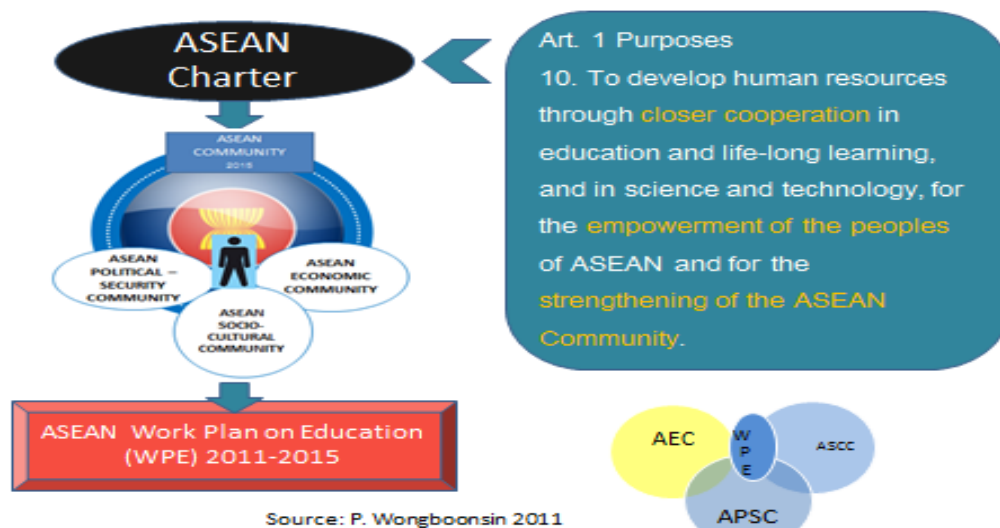 ASEAN
Charter
Art. 1 Purposes
10. To develop human resources
through closer cooperation in
education and life-long learning,
and in science and technology, for
the empowerment of the peoples
of ASEAN and for the
strengthening of the ASEAN
Community.
ASEAN
COMMUNITY
2015
ASEAN
POLITICAL –
SECURITY
COMMUNITY
ASEAN
ECONOMIC
COMMUNITY
ASEAN
SOCIO-
CULTURAL
COMMUNITY
ASEAN Work Plan on Education
(WPE) 2011-2015
AEC
W
P
E
ASCC
APSC
Source: P. Wongboonsin 2011